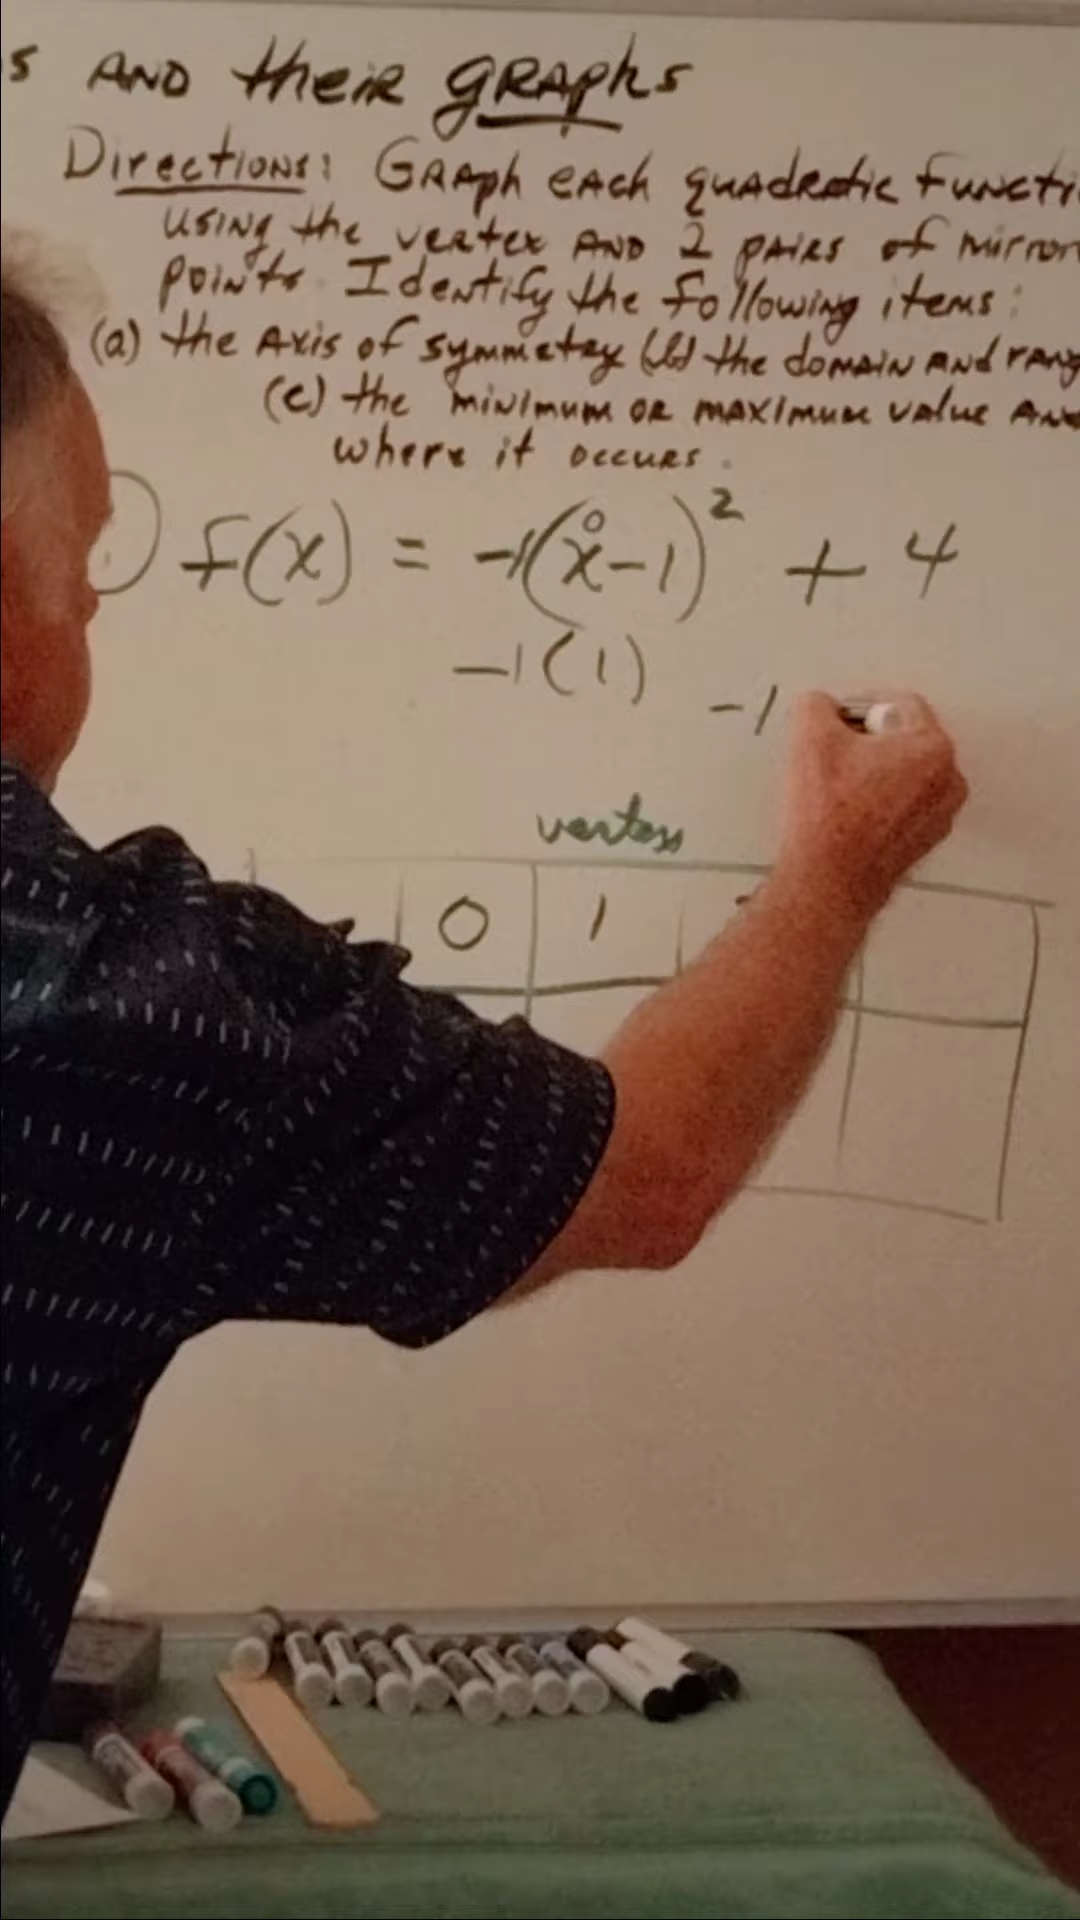 s AND their GRAphs
Directions: GRAph each quadratic functi
using the vertex AND 2 pairs of mirror
points. Identify the following items:
(a) the Axis of symmetry (b) the domain and rang
(c) the minimum or maximum value AND
where it occurs.
f(x) = -1(x-1)² + 4
0
-1(1)
-1
vertex
0 1